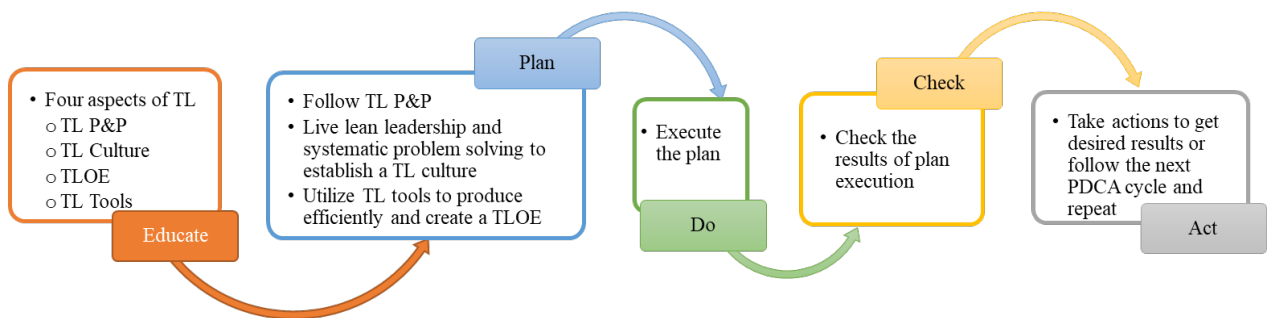 • Four aspects of TL
o TL P&P
o TL Culture
o TLOE
o TL Tools
Educate
Plan
• Follow TL P&P
• Live lean leadership and
systematic problem solving to
establish a TL culture
• Utilize TL tools to produce
efficiently and create a TLOE
• Execute
the plan
Do
Check
• Check the
results of plan
execution
• Take actions to get
desired results or
follow the next
PDCA cycle and
repeat
Act